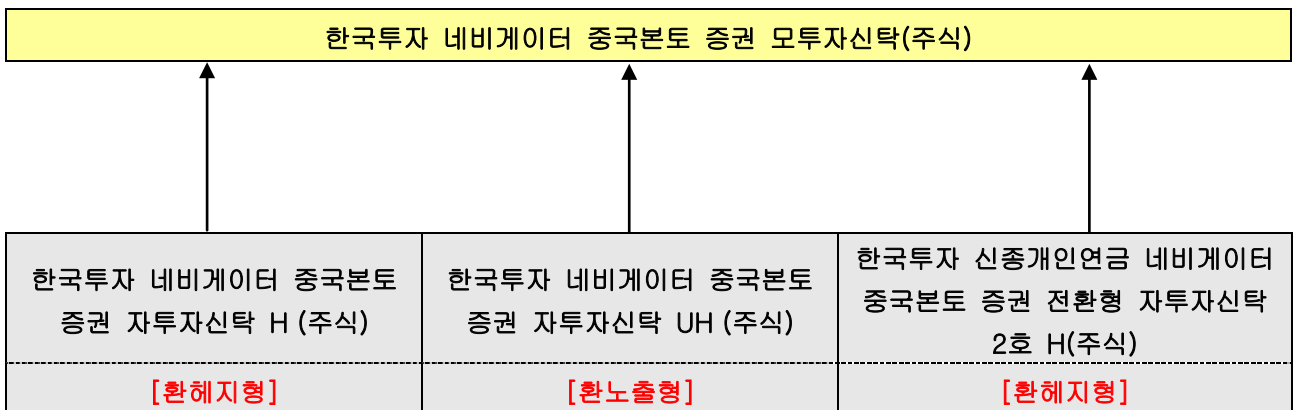 한국투자 네비게이터 중국본토 증권 모투자신탁(주식)
한국투자 네비게이터 중국본토
증권 자투자신탁 H (주식)
[환헤지형]
한국투자 네비게이터 중국본토
증권 자투자신탁 UH (주식)
[환노출형]
한국투자 신종개인연금 네비게이터
중국본토 증권 전환형 자투자신탁
2호 H(주식)
[환헤지형]